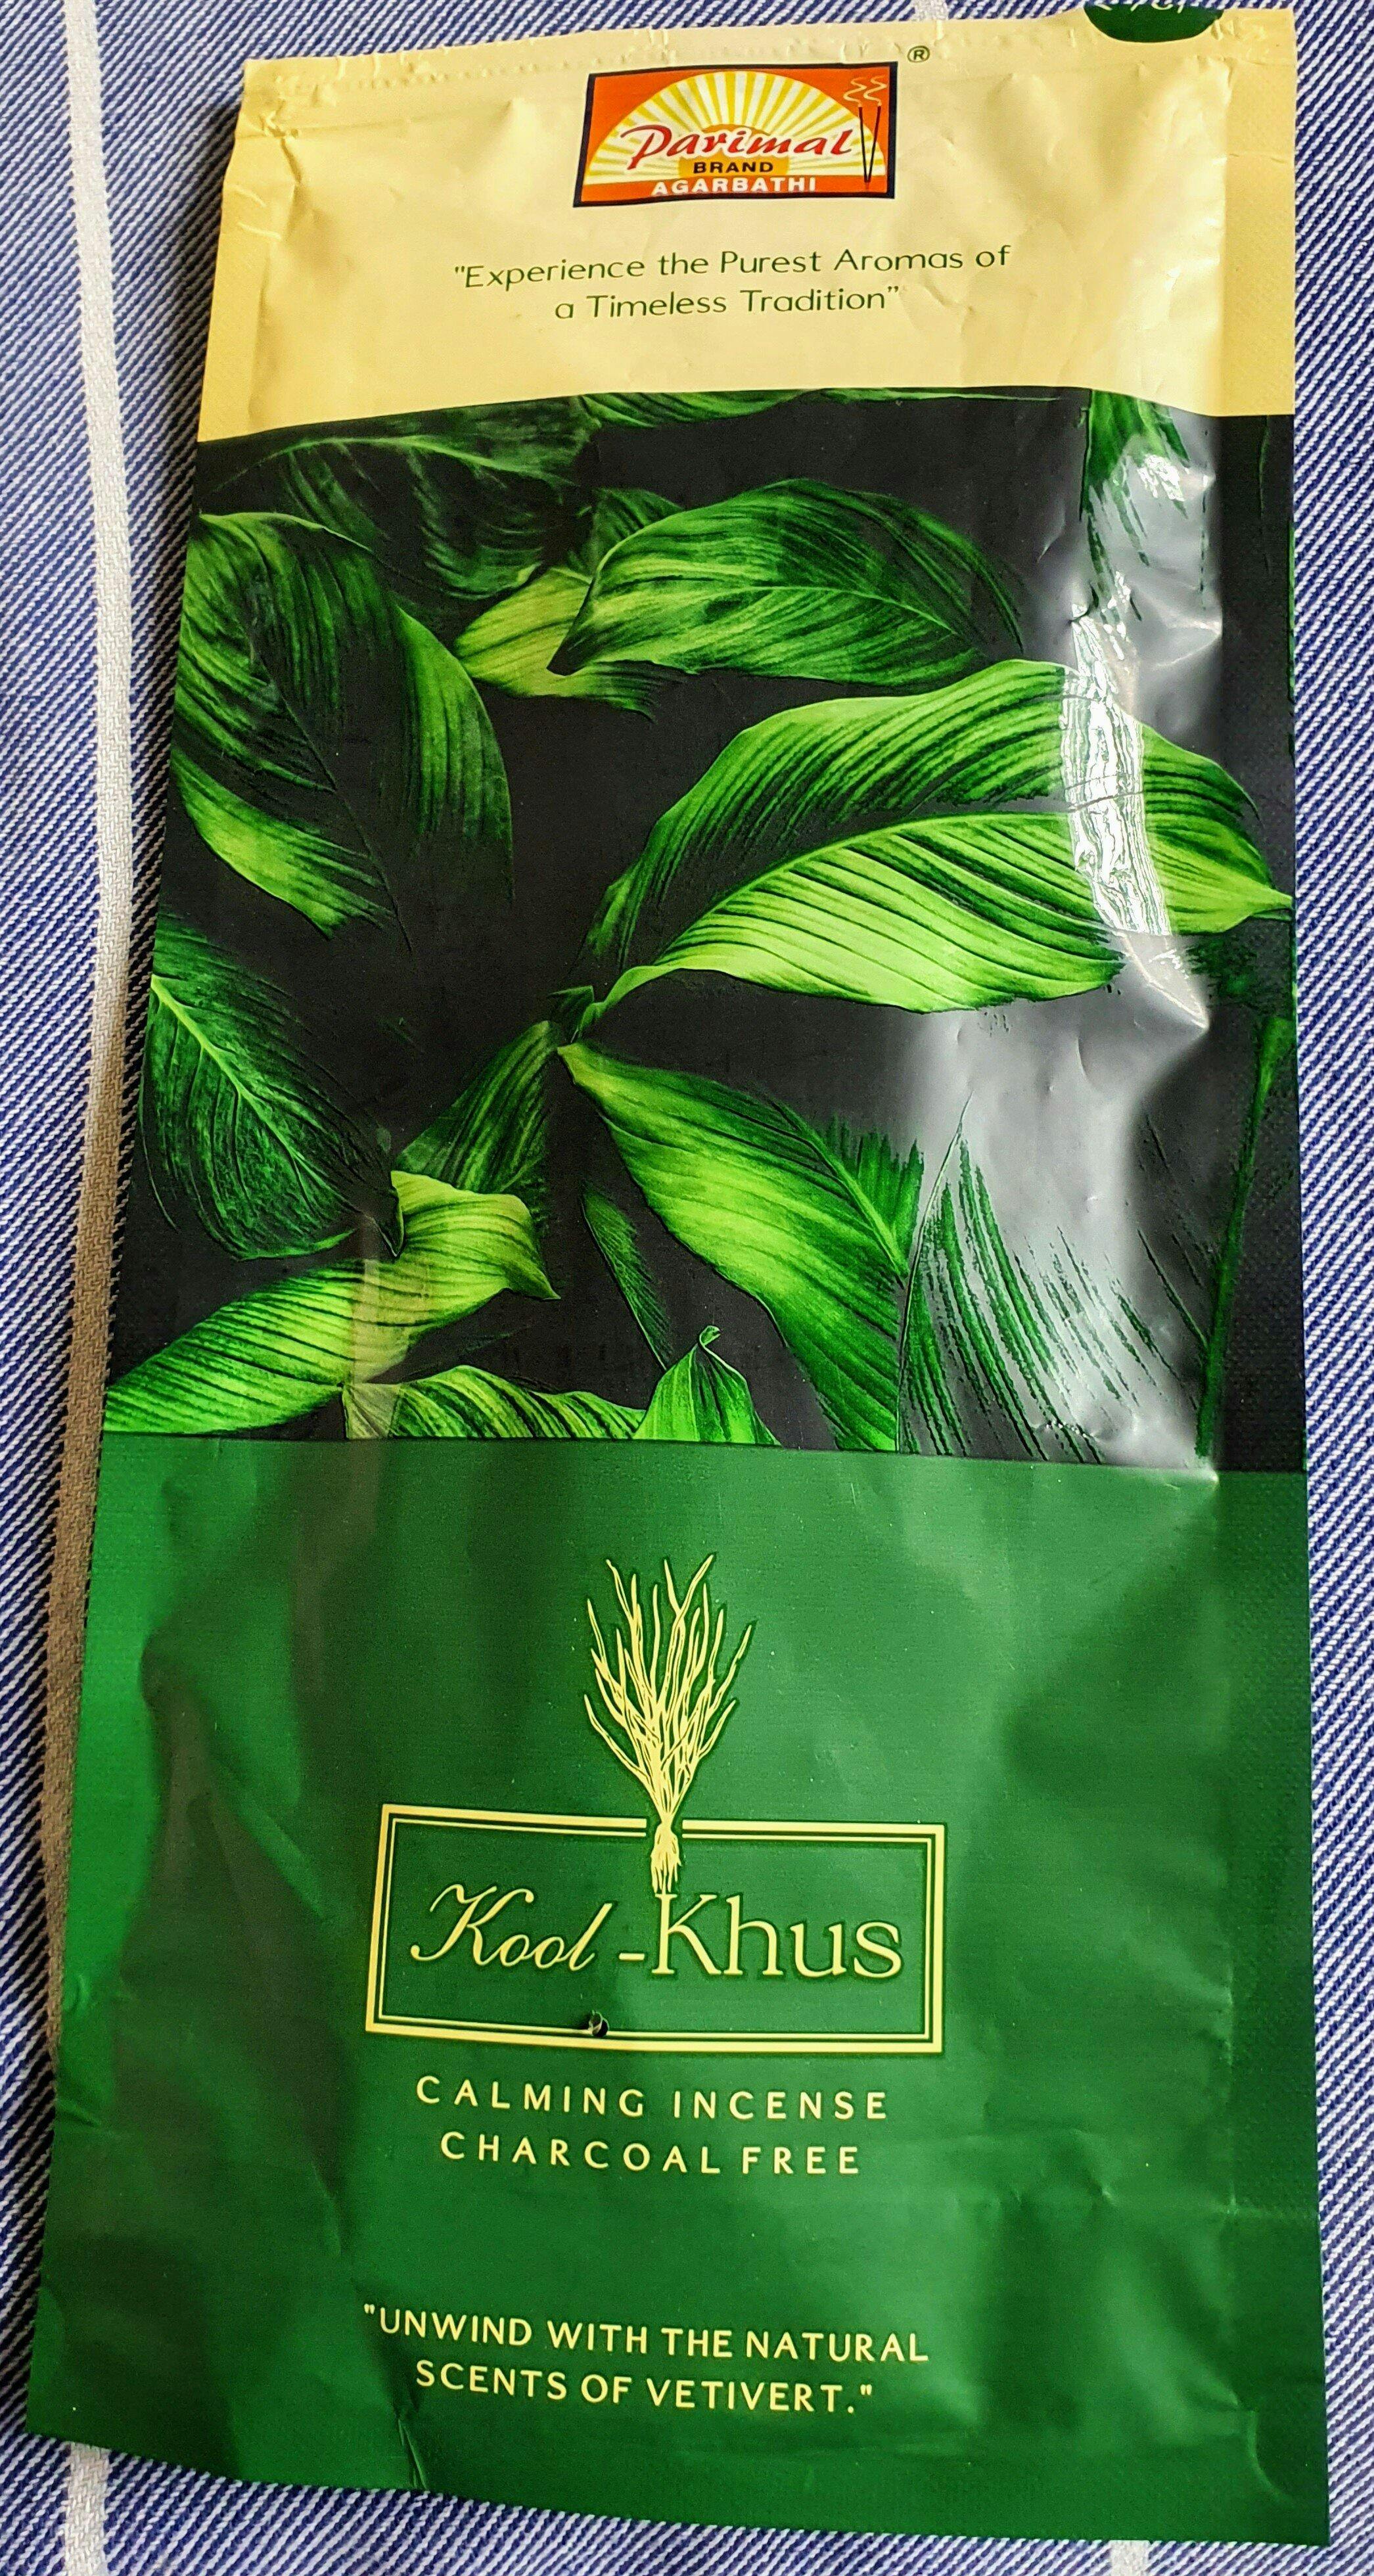 ®
Parimal
BRAND
AGARBATHI
"Experience the Purest Aromas of
a Timeless Tradition"
Kool-Khus
CALMING INCENSE
CHARCOAL FREE
"UNWIND WITH THE NATURAL
SCENTS OF VETIVERT."